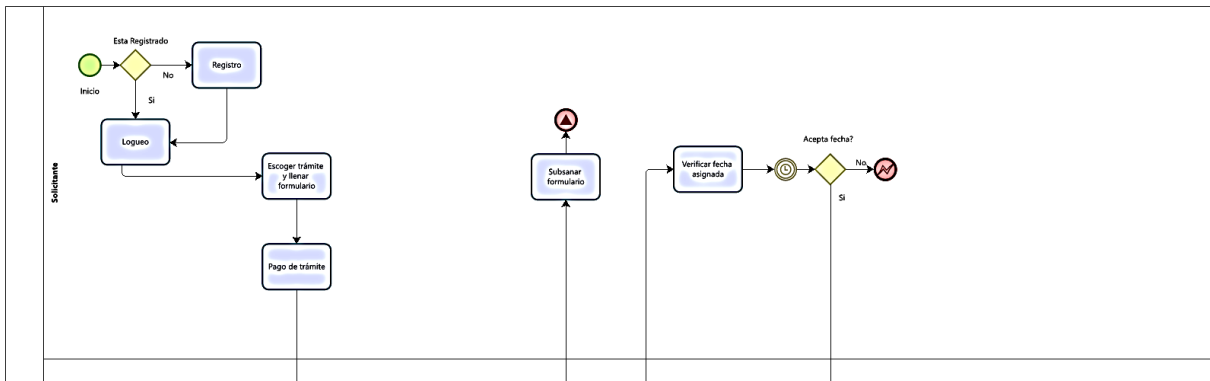 Esta Registrado
Registro
No
Inicio
Si
Logueo
Solicitante
Escoger trámite
y llenar
formulario
Pago de trámite
Subsanar
formulario
Verificar fecha
asignada
Acepta fecha?
No
Si